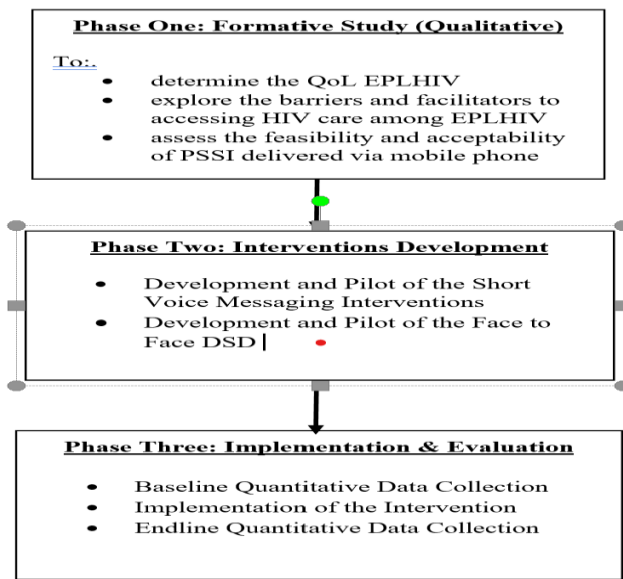 Phase One: Formative Study (Qualitative)
To:.
• determine the QoL EPLHIV
• explore the barriers and facilitators to
accessing HIV care among EPLHIV
• assess the feasibility and acceptability
of PSSI delivered via mobile phone
Phase Two: Interventions Development
• Development and Pilot of the Short
Voice Messaging Interventions
• Development and Pilot of the Face to
Face DSD
Phase Three: Implementation & Evaluation
• Baseline Quantitative Data Collection
• Implementation of the Intervention
• Endline Quantitative Data Collection